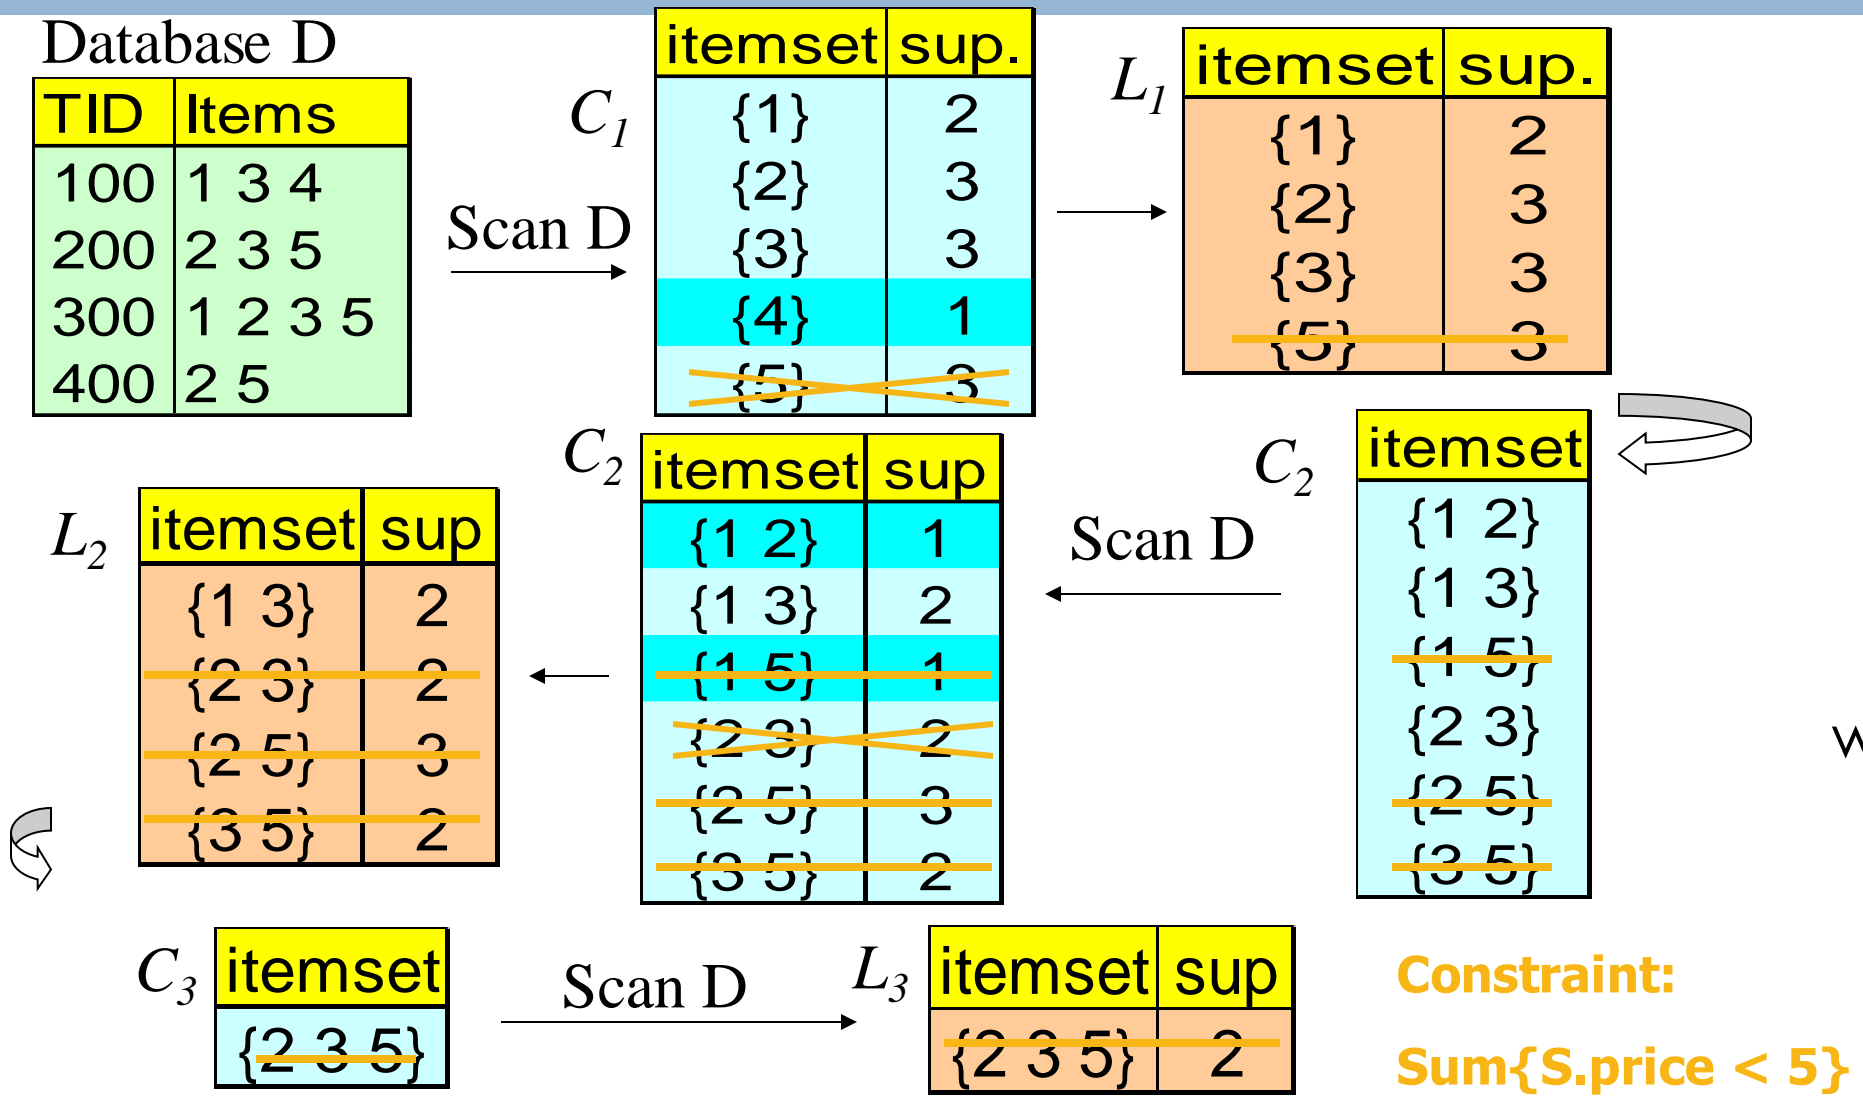 Database D
TID Items
100 1 3 4
200 2 3 5
300 1 2 3 5
400 2 5
Scan D
C1
itemset sup.
{1} 2
{2} 3
{3} 3
{4} 1
{5} 3
L1
itemset sup.
{1} 2
{2} 3
{3} 3
{5} 3
C2
itemset
{1 2}
{1 3}
{1 5}
{2 3}
{2 5}
{3 5}
Scan D
C2
itemset sup
{1 2} 1
{1 3} 2
{1 5} 1
{2 3} 2
{2 5} 3
{3 5} 2
L2
itemset sup
{1 3} 2
{2 3} 2
{2 5} 3
{3 5} 2
C3
itemset
{2 3 5}
Scan D
L3
itemset sup
{2 3 5} 2
Constraint:
Sum{S.price < 5}